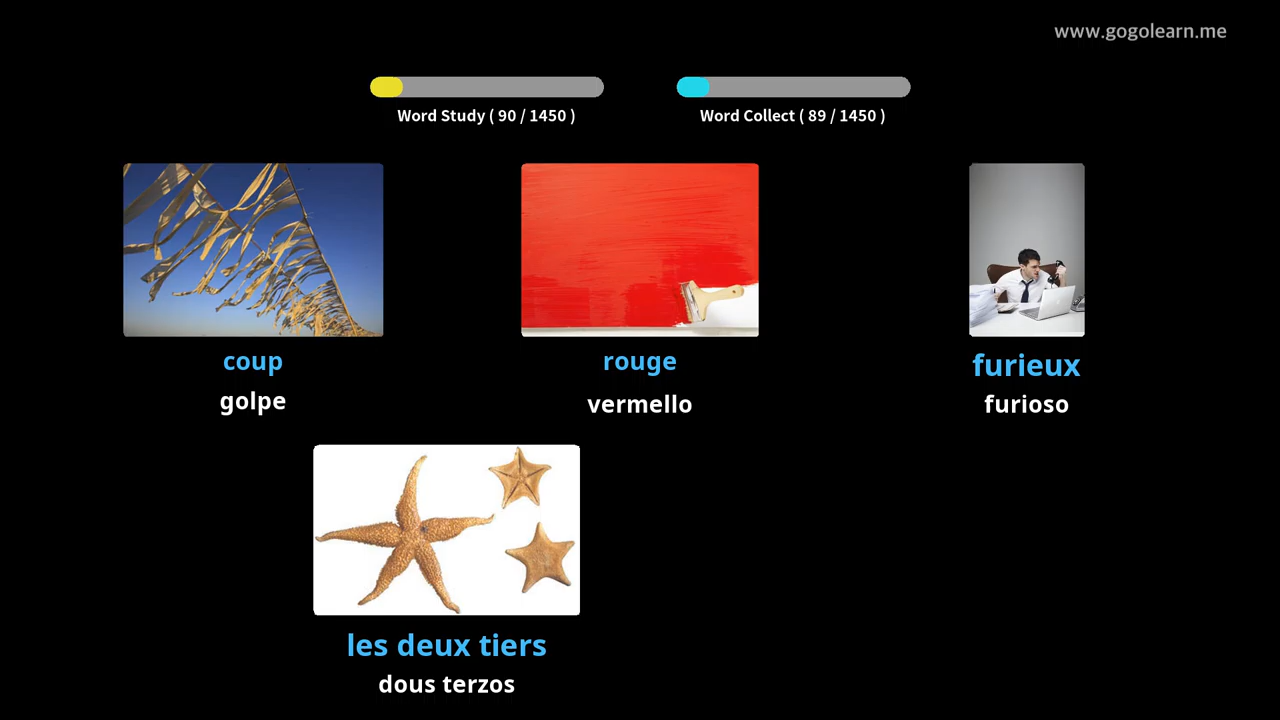 www.gogolearn.me
Word Study ( 90 / 1450 )
Word Collect ( 89 / 1450 )
coup
golpe
rouge
vermello
furieux
furioso
les deux tiers
dous terzos